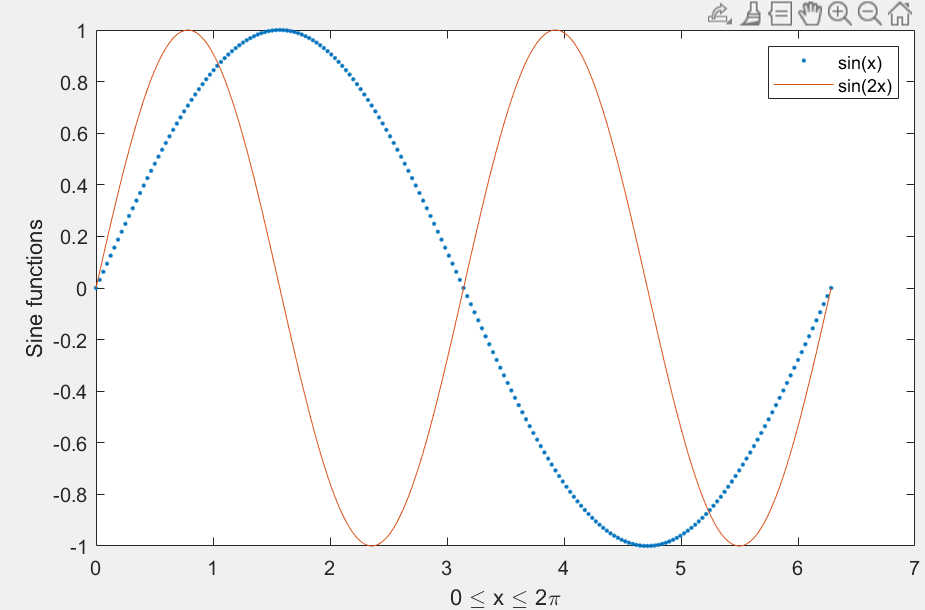 1
0.8
0.6
0.4
0.2
0
-0.2
-0.4
-0.6
-0.8
-1
Sine functions
sin(x)
sin(2x)
0 1 2 3 4 5 6 7
0 ≤ x ≤ 2π